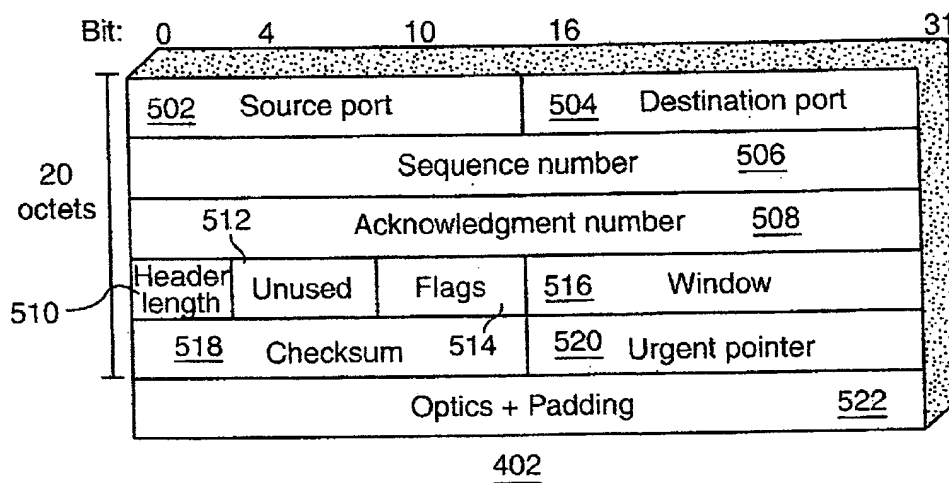 Bit: 0 4 10 16 31
502 Source port 504 Destination port
Sequence number 506
20 octets
512 Acknowledgment number 508
Header length Unused Flags 516 Window
510
518 Checksum 514 520 Urgent pointer
Optics + Padding 522
402